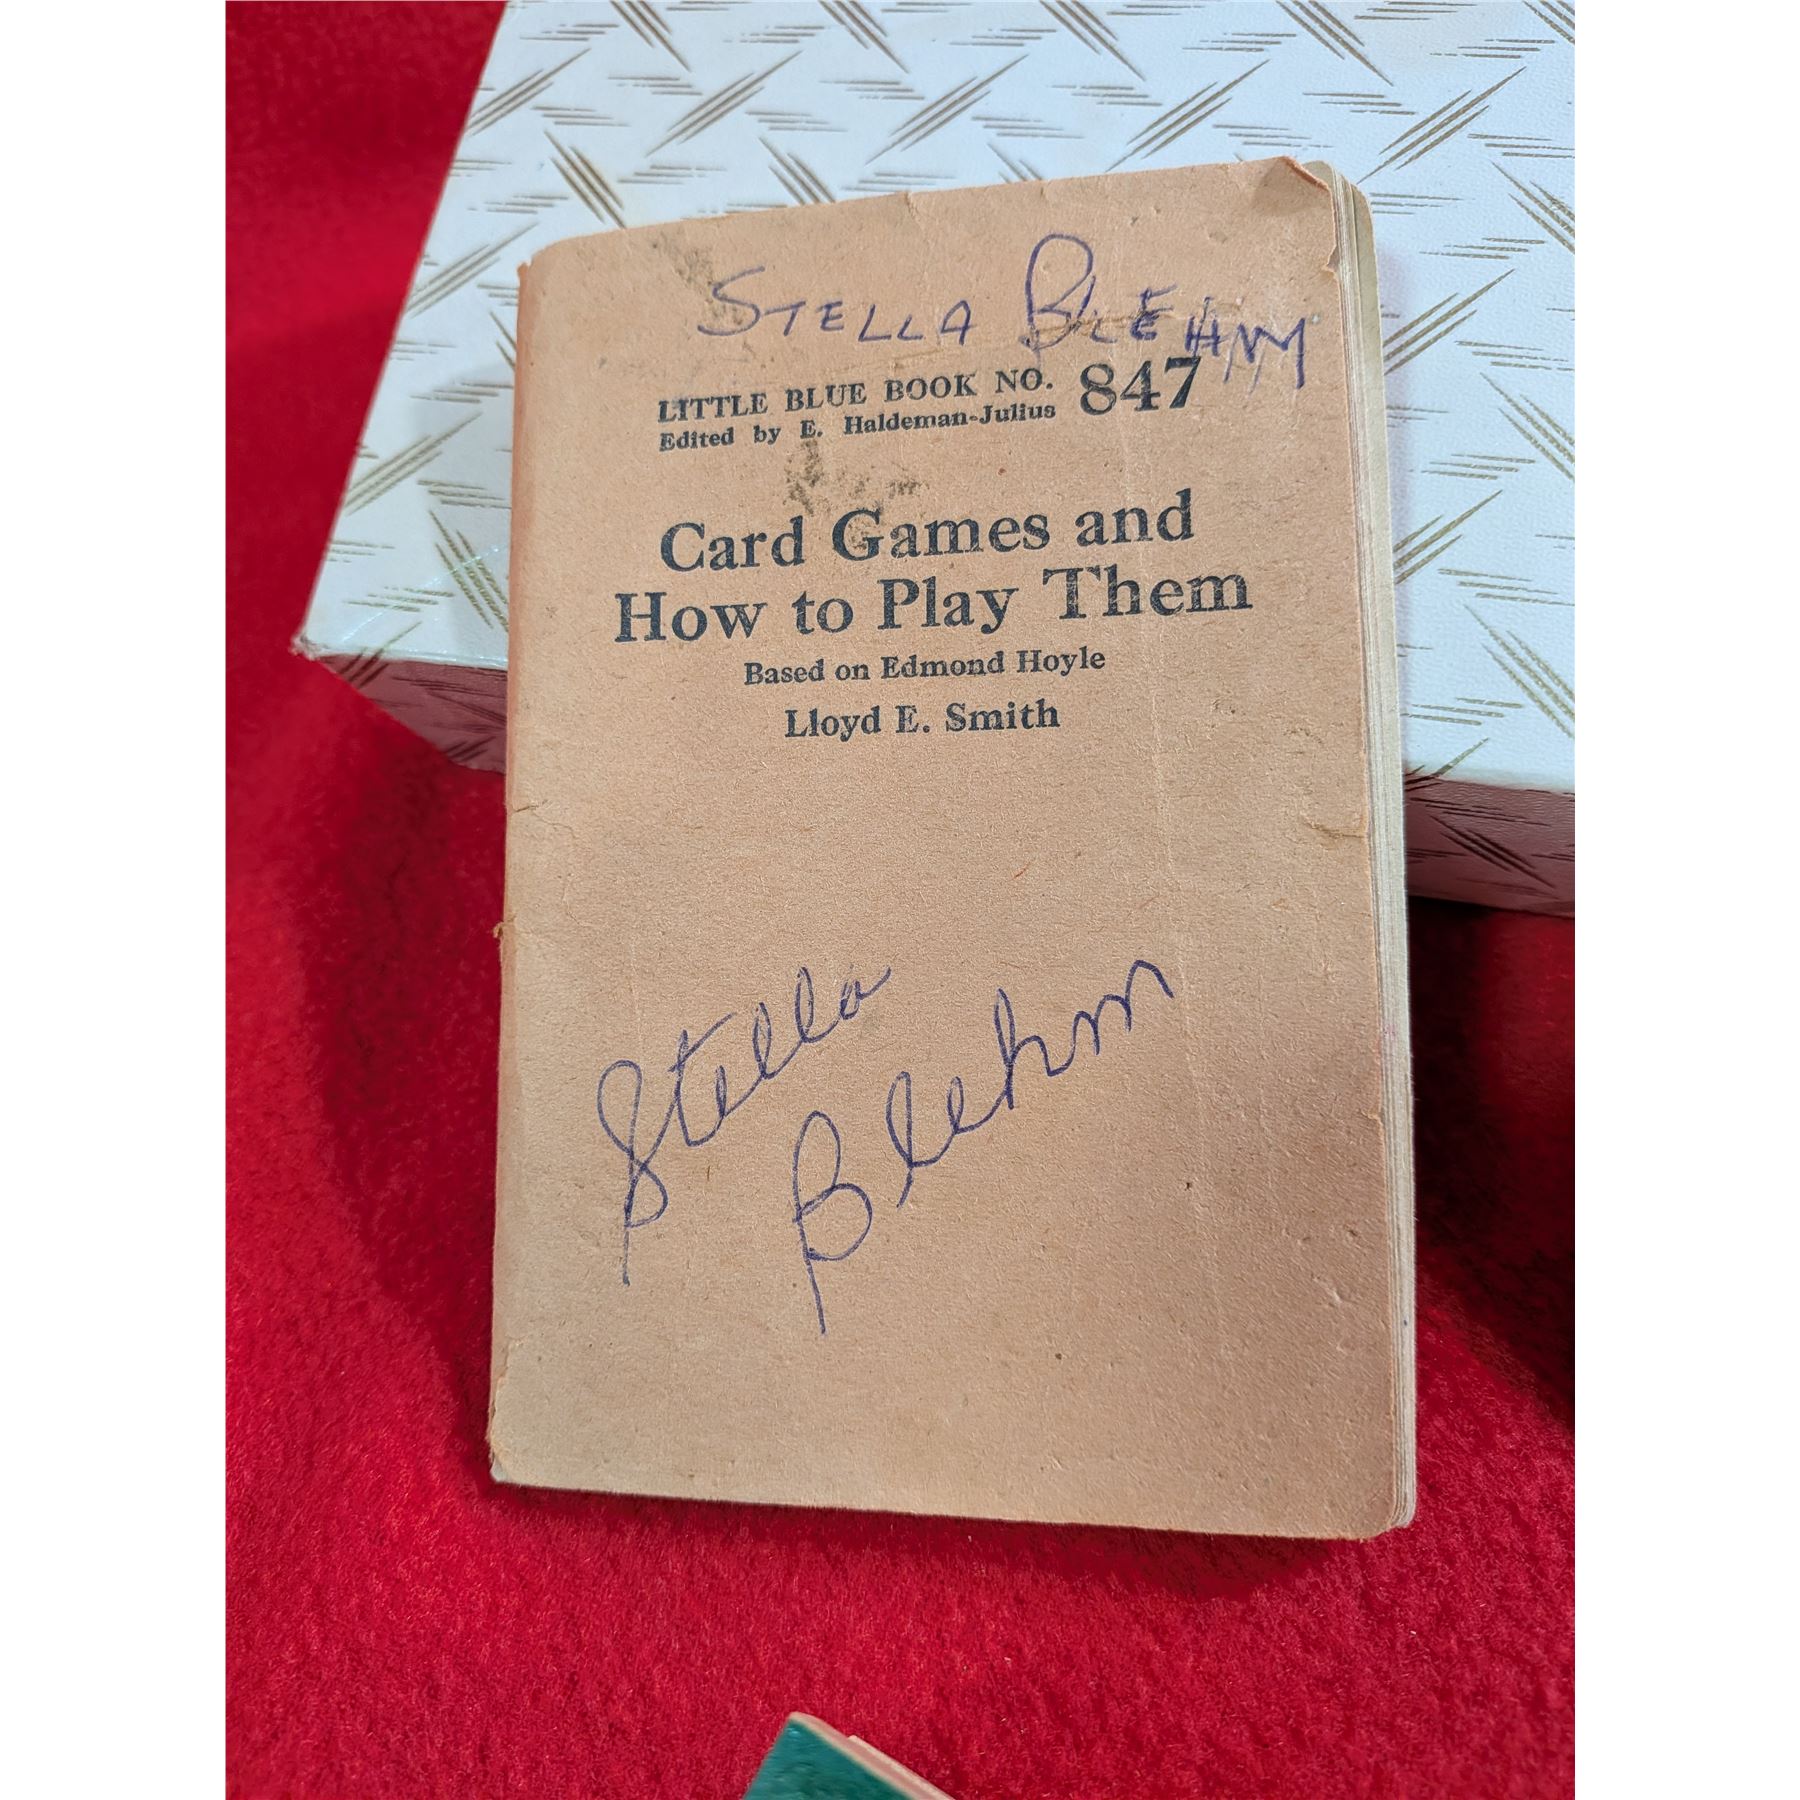 STELLA BLEHM
LITTLE BLUE BOOK NO. 847
Edited by E. Haldeman-Julius
Card Games and
How to Play Them
Based on Edmond Hoyle
Lloyd E. Smith
Stella
Blehm